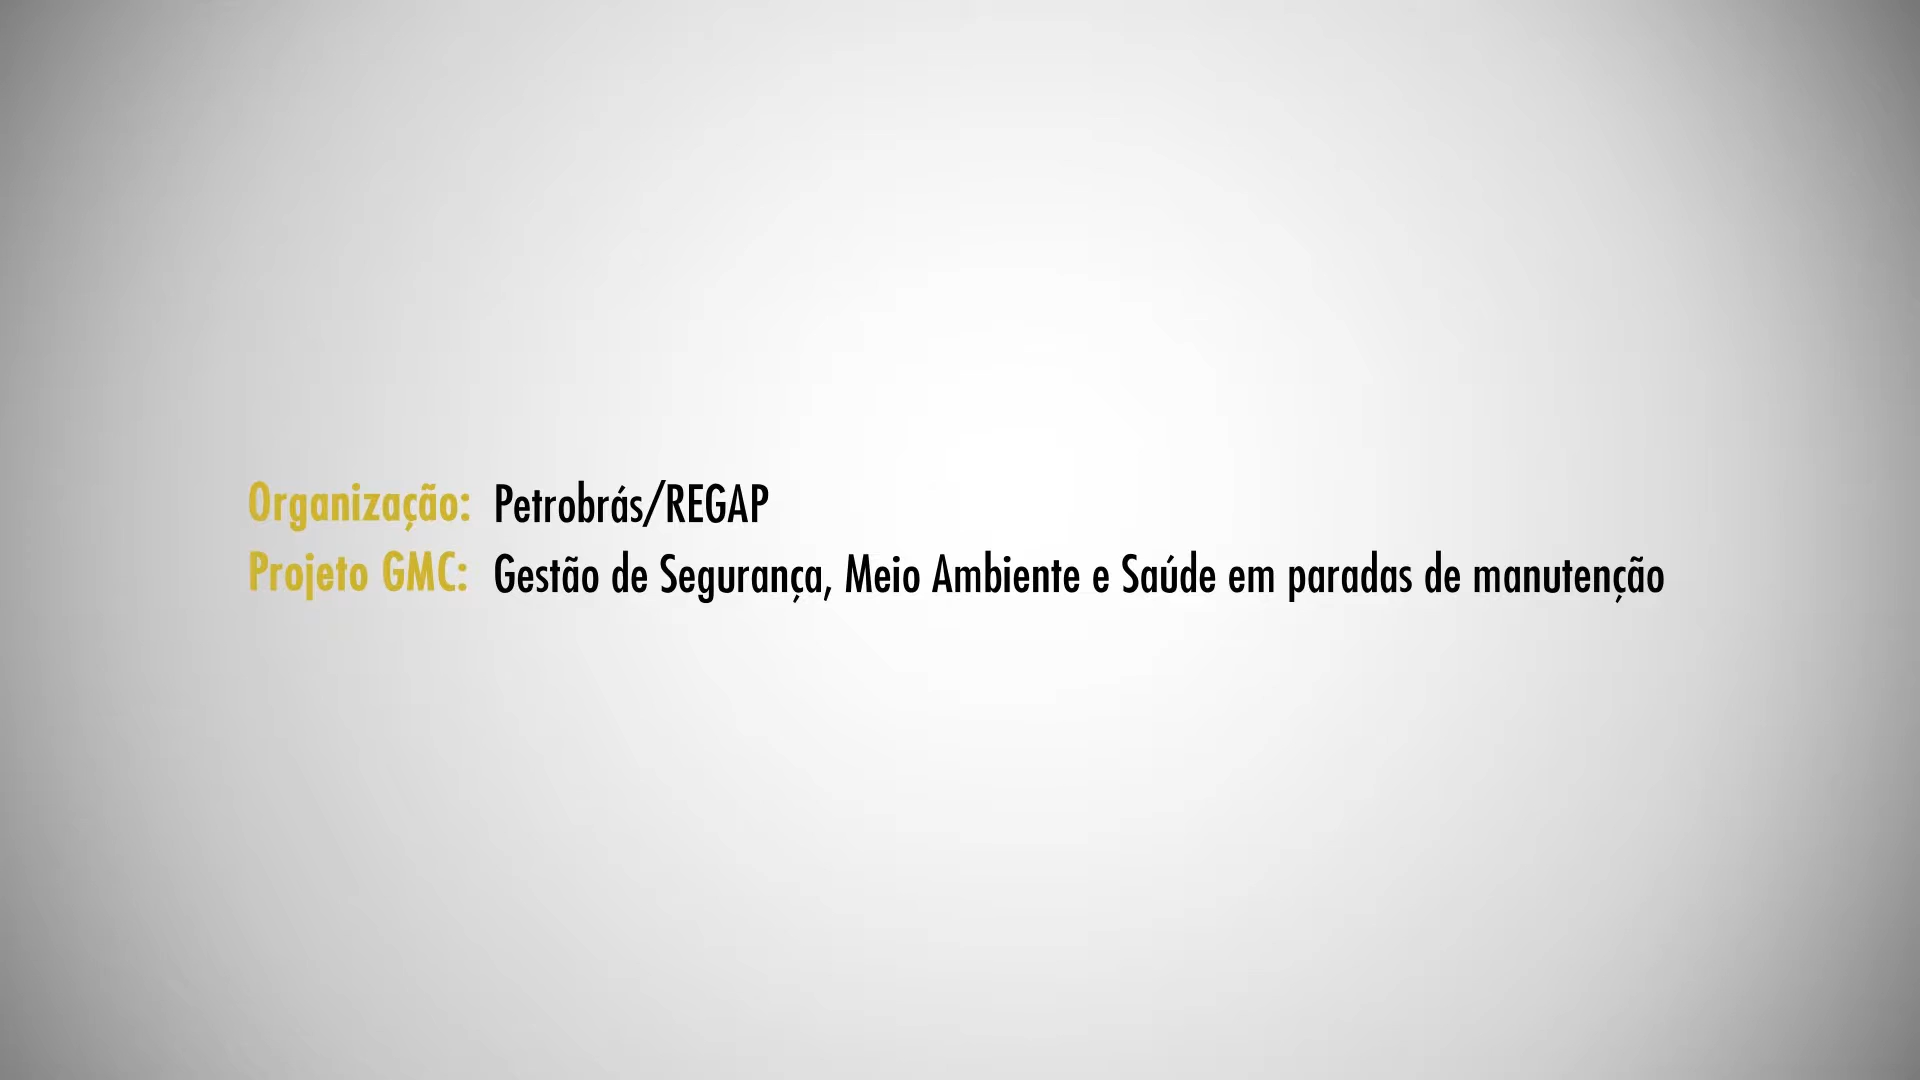 Organização: Petrobrás/REGAP
Projeto GMC: Gestão de Segurança, Meio Ambiente e Saúde em paradas de manutenção